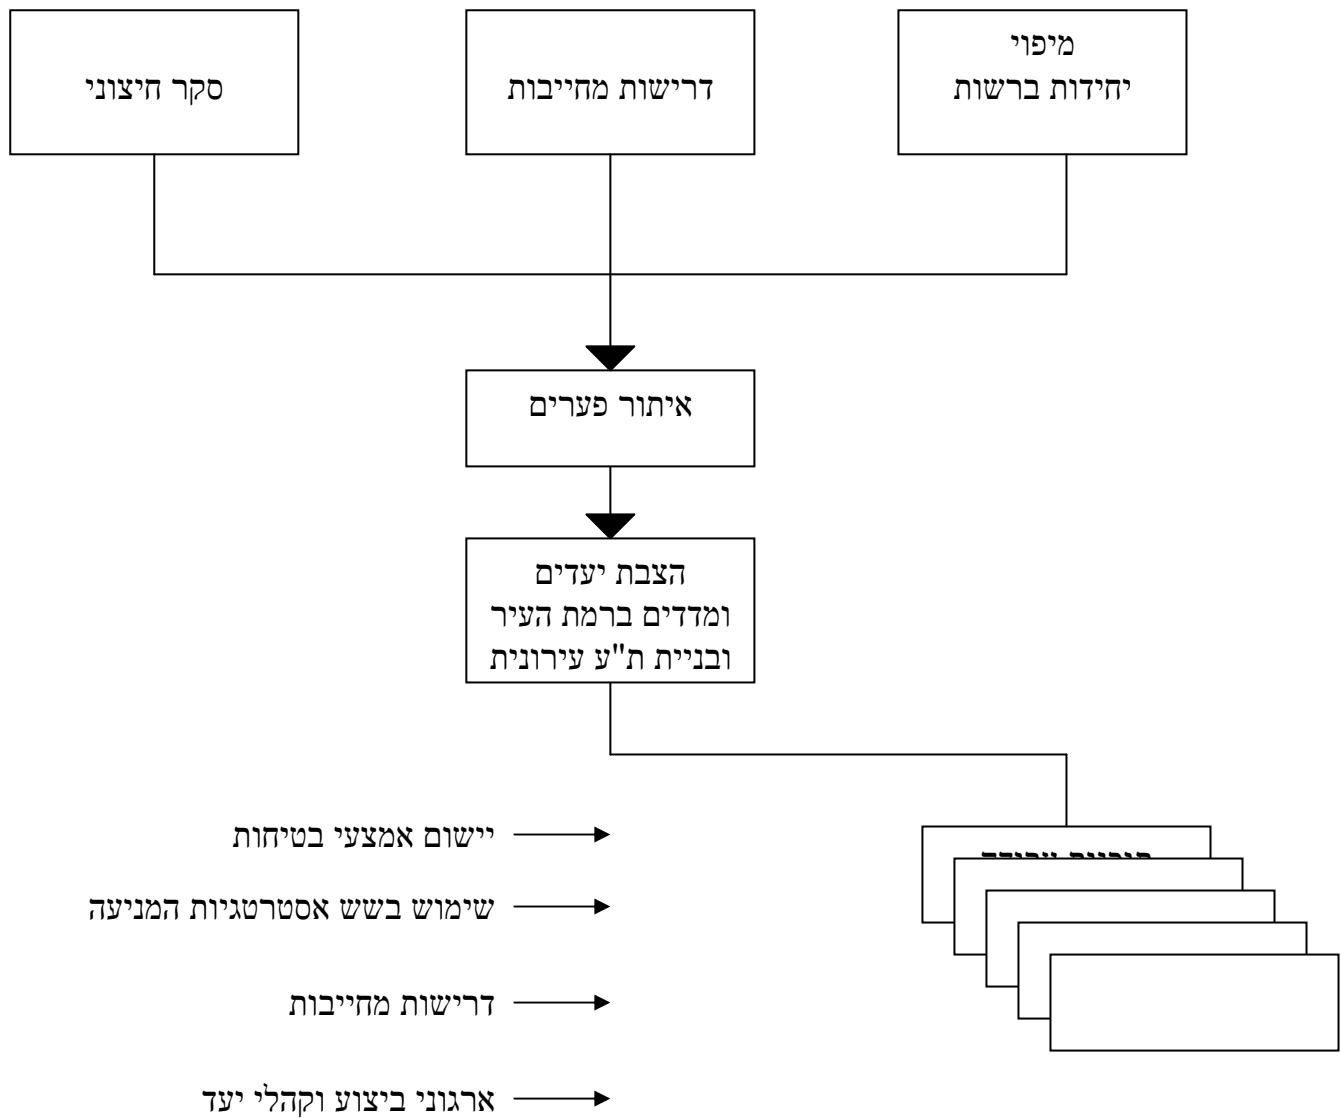 מיפוי
יחידות ברשות
דרישות מחייבות
סקר חיצוני
איתור פערים
הצבת יעדים
ומדדים ברמת העיר
ובניית ת"ע עירונית
יישום אמצעי בטיחות
שימוש בשש אסטרטגיות המניעה
דרישות מחייבות
ארגוני ביצוע וקהלי יעד